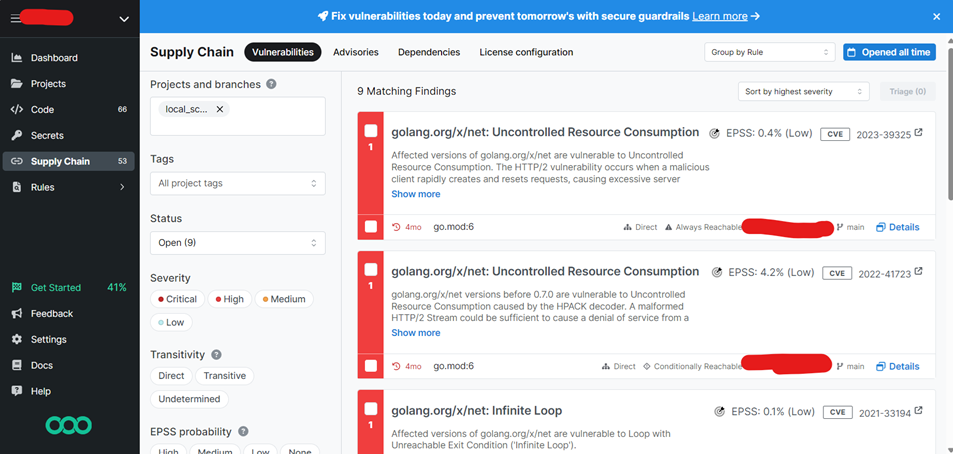 Fix vulnerabilities today and prevent tomorrow's with secure guardrails Learn more
Dashboard
Projects
Code 66
Secrets
Supply Chain 53
Rules
Get Started 41%
Feedback
Settings
Docs
Help
Supply Chain Vulnerabilities Advisories Dependencies License configuration Group by Rule Opened all time
Projects and branches ?
local_sc...
Tags
All project tags
Status
Open (9)
Severity
Critical High Medium
Low
Transitivity ?
Direct Transitive
Undetermined
EPSS probability ?
High Medium Low None
9 Matching Findings Sort by highest severity Triage (0)
golang.org/x/net: Uncontrolled Resource Consumption EPSS: 0.4% (Low) CVE 2023-39325
1
Affected versions of golang.org/x/net are vulnerable to Uncontrolled
Resource Consumption. The HTTP/2 vulnerability occurs when a malicious
client rapidly creates and resets requests, causing excessive server
Show more
4mo go.mod:6 Direct Always Reachable main Details
golang.org/x/net: Uncontrolled Resource Consumption EPSS: 4.2% (Low) CVE 2022-41723
1
golang.org/x/net versions before 0.7.0 are vulnerable to Uncontrolled
Resource Consumption caused by the HPACK decoder. A malformed
HTTP/2 Stream could be sufficient to cause a denial of service from a
Show more
4mo go.mod:6 Direct Conditionally Reachable main Details
golang.org/x/net: Infinite Loop EPSS: 0.1% (Low) CVE 2021-33194
1
Affected versions of golang.org/x/net are vulnerable to Loop with
Unreachable Exit Condition ('Infinite Loop').